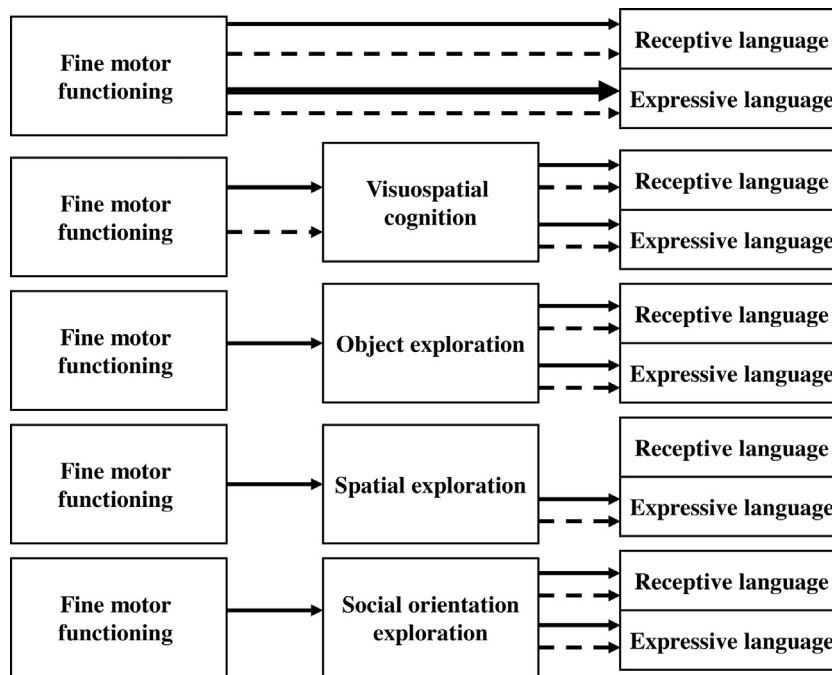 Fine motor
functioning
Receptive language
Expressive language
Fine motor
functioning
Visuospatial
cognition
Receptive language
Expressive language
Fine motor
functioning
Object exploration
Receptive language
Expressive language
Fine motor
functioning
Spatial exploration
Receptive language
Expressive language
Fine motor
functioning
Social orientation
exploration
Receptive language
Expressive language